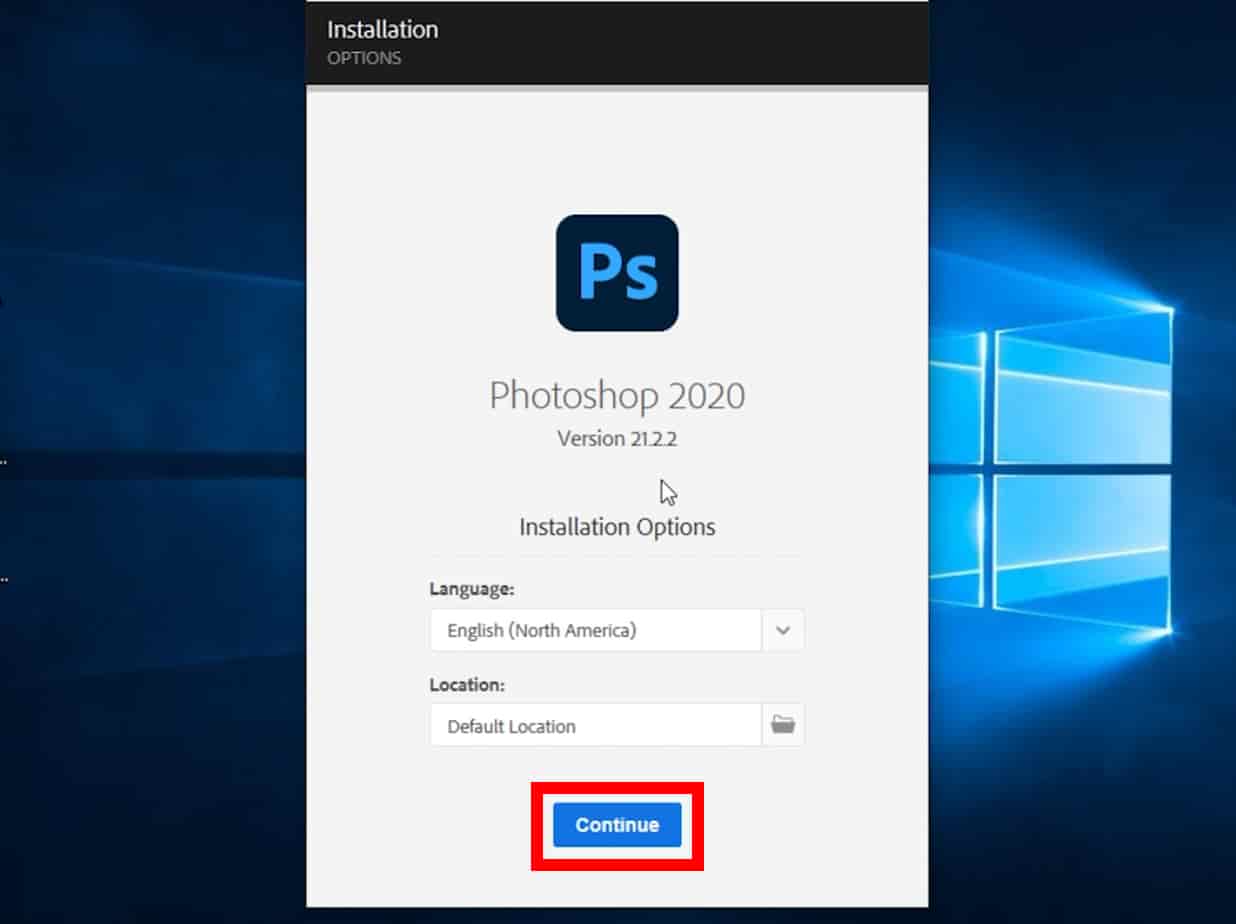 Installation
OPTIONS
Ps
Photoshop 2020
Version 21.2.2
Installation Options
Language:
English (North America)
Location:
Default Location
Continue
..
..